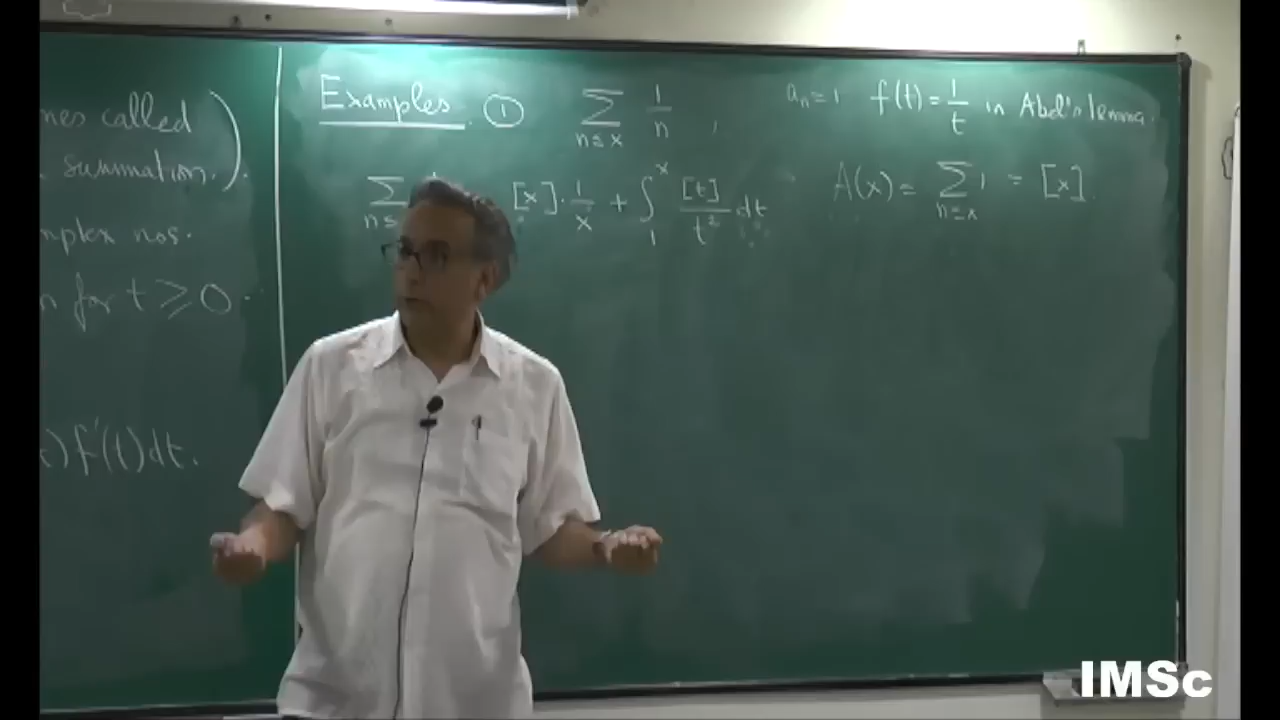 nes called
summation.).
mplex nos.
n for t ≥ 0.
t) f'(t) dt.
Examples. ① ∑_{n≤x} 1/n , a_n = 1 f(t) = 1/t in Abel's lemma.
∑_{n≤ [x]·1/x + ∫_1^x [t]/t² dt A(x) = ∑_{n≤x} 1 = [x].
IMSc